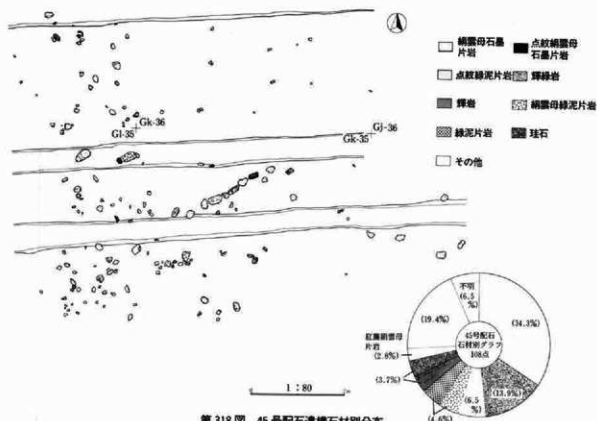 絹雲母石墨
片岩
点紋絹雲母
石墨片岩
点紋緑泥片岩
輝緑岩
輝岩
絹雲母緑泥片岩
緑泥片岩
珪石
その他
Gk-36
Gl-35
Gj-36
Gk-35
不明
(6.5
%)
(34.3%)
(19.4%)
45号配石
石材別グラフ
108点
紅簾絹雲母
片岩
(2.8%)
(3.7%)
(4.6%)
(6.5
%)
(13.9%)
1:80
第318図 45号配石遺構石材別分布